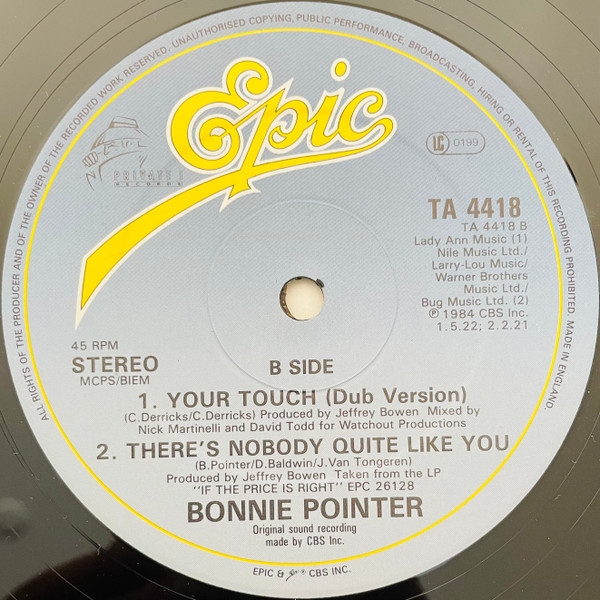 ALL RIGHTS OF THE PRODUCER AND OF THE OWNER OF THE RECORDED WORK RESERVED. UNAUTHORISED COPYING, PUBLIC PERFORMANCE, BROADCASTING, HIRING OR RENTAL OF THIS RECORDING PROHIBITED. MADE IN ENGLAND.
Epic
PRIVATE I
RECORDS
LC 0199
TA 4418
TA 4418 B
Lady Ann Music (1)
Nile Music Ltd./
Larry-Lou Music/
Warner Brothers
Music Ltd./
Bug Music Ltd. (2)
℗ 1984 CBS Inc.
1.5.22; 2.2.21
45 RPM
STEREO
MCPS/BIEM
B SIDE
1. YOUR TOUCH (Dub Version)
(C.Derricks/C.Derricks) Produced by Jeffrey Bowen Mixed by
Nick Martinelli and David Todd for Watchout Productions
2. THERE'S NOBODY QUITE LIKE YOU
(B.Pointer/D.Baldwin/J.Van Tongeren)
Produced by Jeffrey Bowen Taken from the LP
"IF THE PRICE IS RIGHT" EPC 26128
BONNIE POINTER
Original sound recording
made by CBS Inc.
EPIC & ® CBS INC.